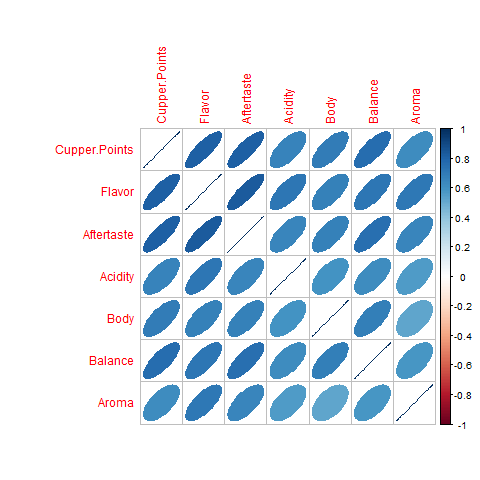 Cupper.Points
Flavor
Aftertaste
Acidity
Body
Balance
Aroma
Cupper.Points
Flavor
Aftertaste
Acidity
Body
Balance
Aroma
1
0.8
0.6
0.4
0.2
0
-0.2
-0.4
-0.6
-0.8
-1